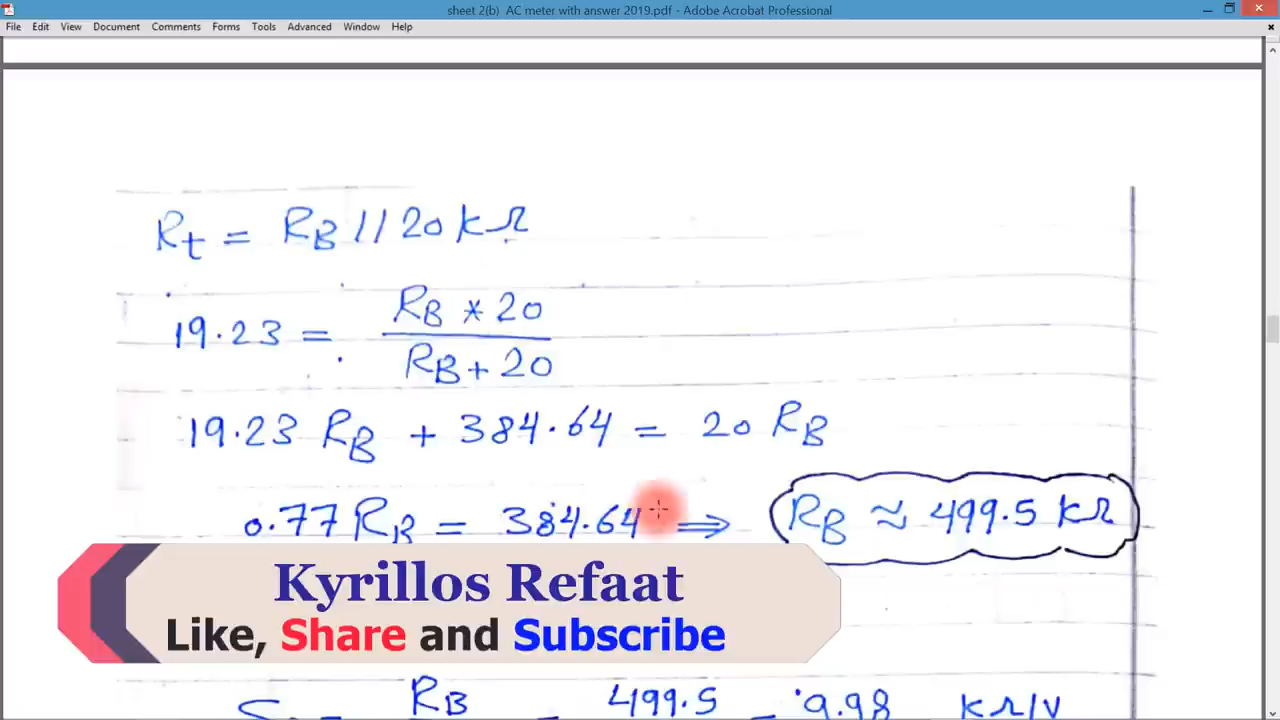 sheet 2(b) AC meter with answer 2019.pdf - Adobe Acrobat Professional
File Edit View Document Comments Forms Tools Advanced Window Help
Rt = RB // 20 kΩ
19.23 = RB * 20 / RB + 20
19.23 RB + 384.64 = 20 RB
0.77 RB = 384.64 ⇒ RB ≈ 499.5 kΩ
Kyrillos Refaat
Like, Share and Subscribe
RB 499.5 9.98 kΩ/V